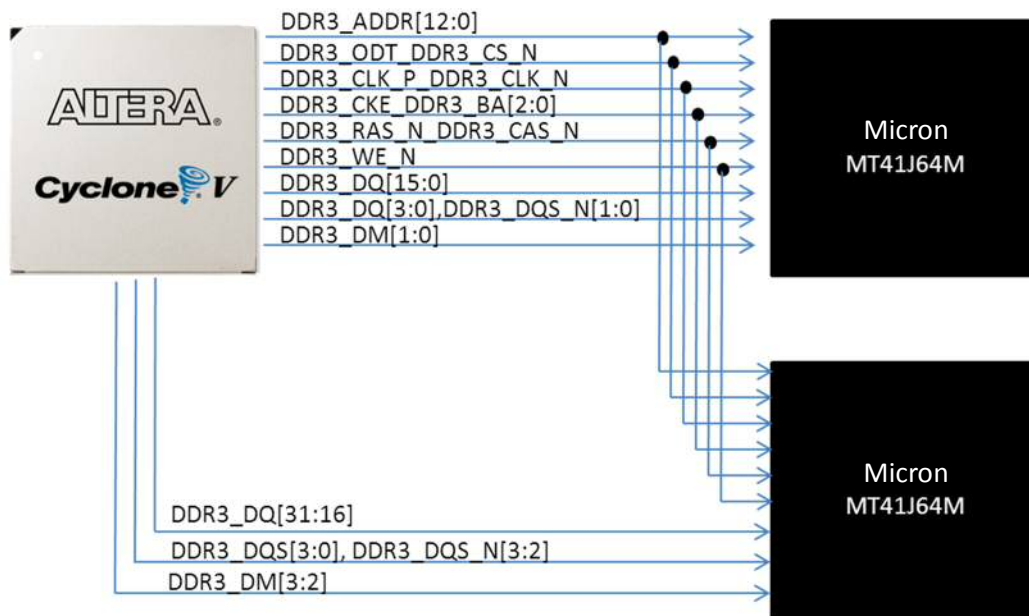 DDR3_ADDR[12:0]
DDR3_ODT_DDR3_CS_N
DDR3_CLK_P_DDR3_CLK_N
DDR3_CKE_DDR3_BA[2:0]
DDR3_RAS_N_DDR3_CAS_N
DDR3_WE_N
DDR3_DQ[15:0]
DDR3_DQ[3:0],DDR3_DQS_N[1:0]
DDR3_DM[1:0]
ALTERA®
Cyclone® V
Micron
MT41J64M
Micron
MT41J64M
DDR3_DQ[31:16]
DDR3_DQS[3:0], DDR3_DQS_N[3:2]
DDR3_DM[3:2]